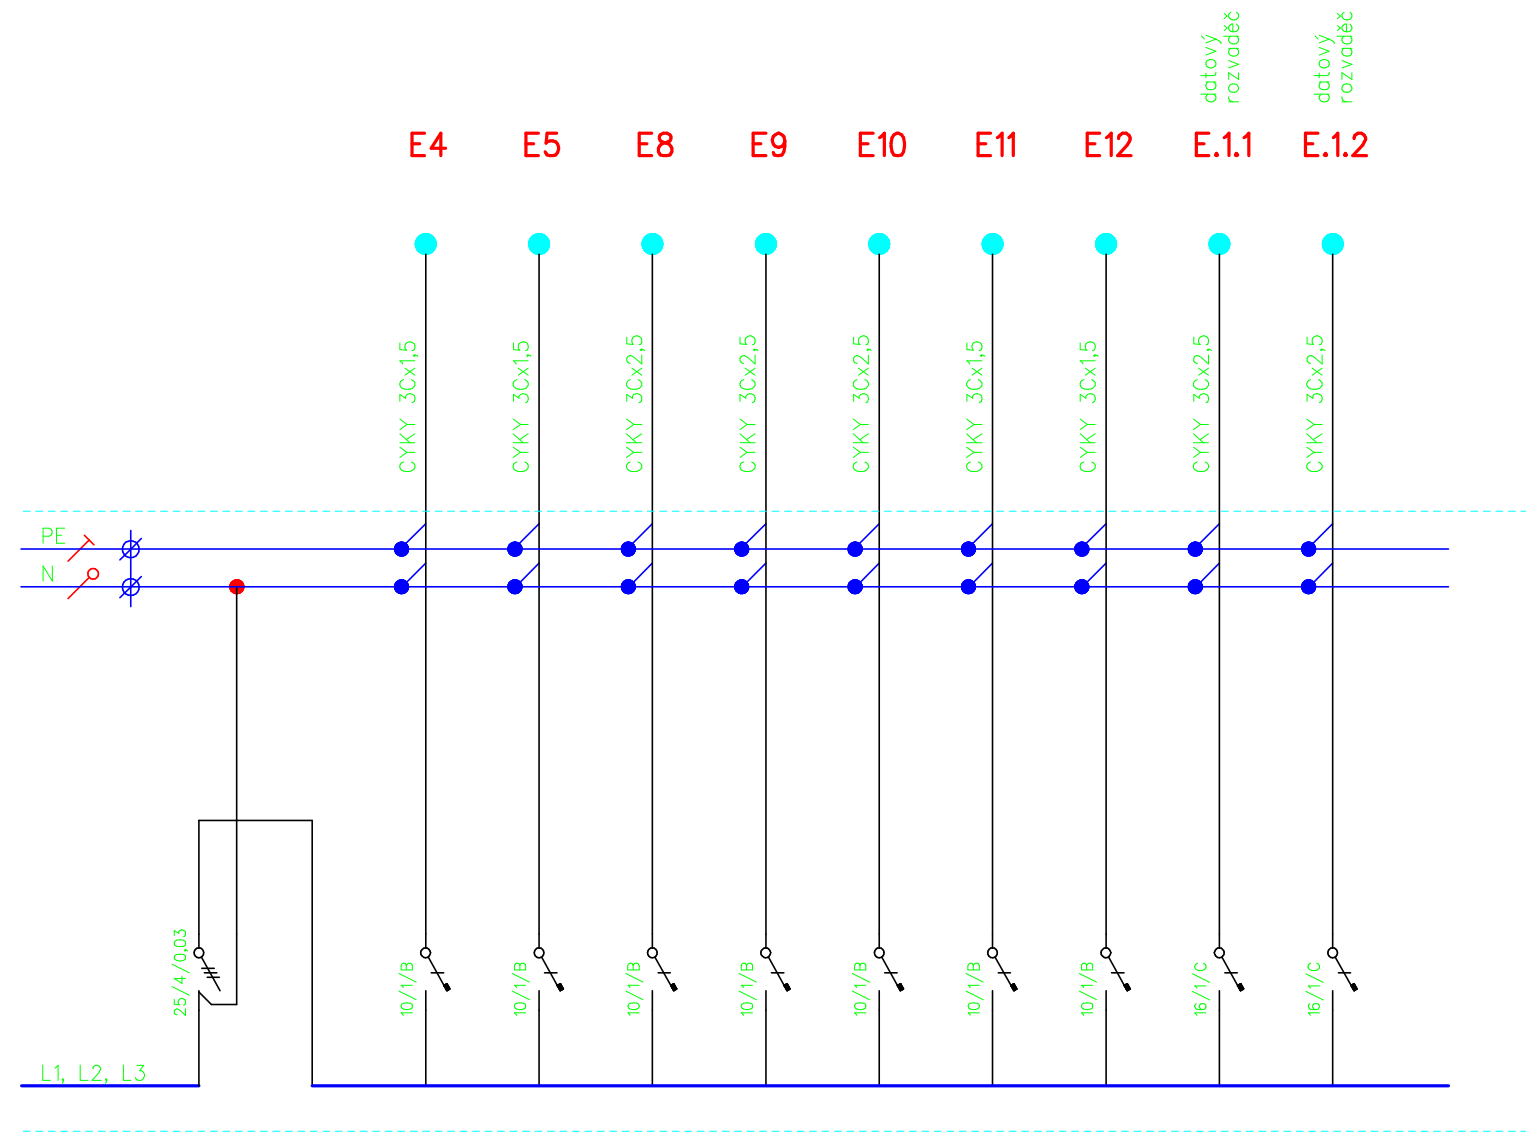 datový
rozvaděč
datový
rozvaděč
E4
E5
E8
E9
E10
E11
E12
E.1.1
E.1.2
CYKY 3Cx1,5
CYKY 3Cx1,5
CYKY 3Cx2,5
CYKY 3Cx2,5
CYKY 3Cx2,5
CYKY 3Cx1,5
CYKY 3Cx1,5
CYKY 3Cx2,5
CYKY 3Cx2,5
PE
N
25/4/0,03
10/1/B
10/1/B
10/1/B
10/1/B
10/1/B
10/1/B
10/1/B
16/1/C
16/1/C
L1, L2, L3